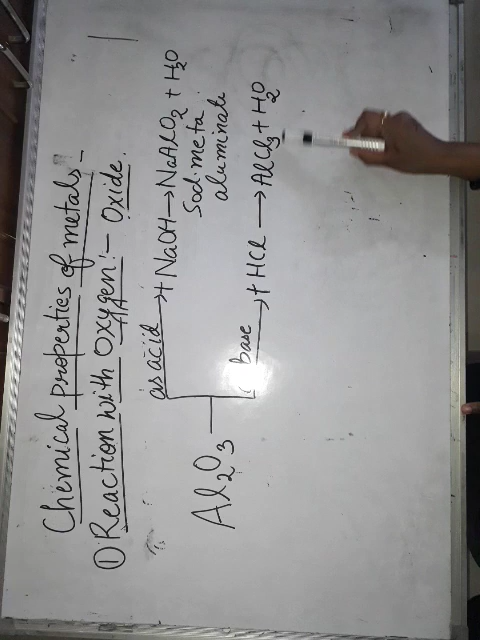 Chemical properties of metals:-
① Reaction with Oxygen:- Oxide.
as acid → + NaOH → NaAlO2 + H2O
Sod. meta
aluminate
Al2O3
base → + HCl → AlCl3 + H2O